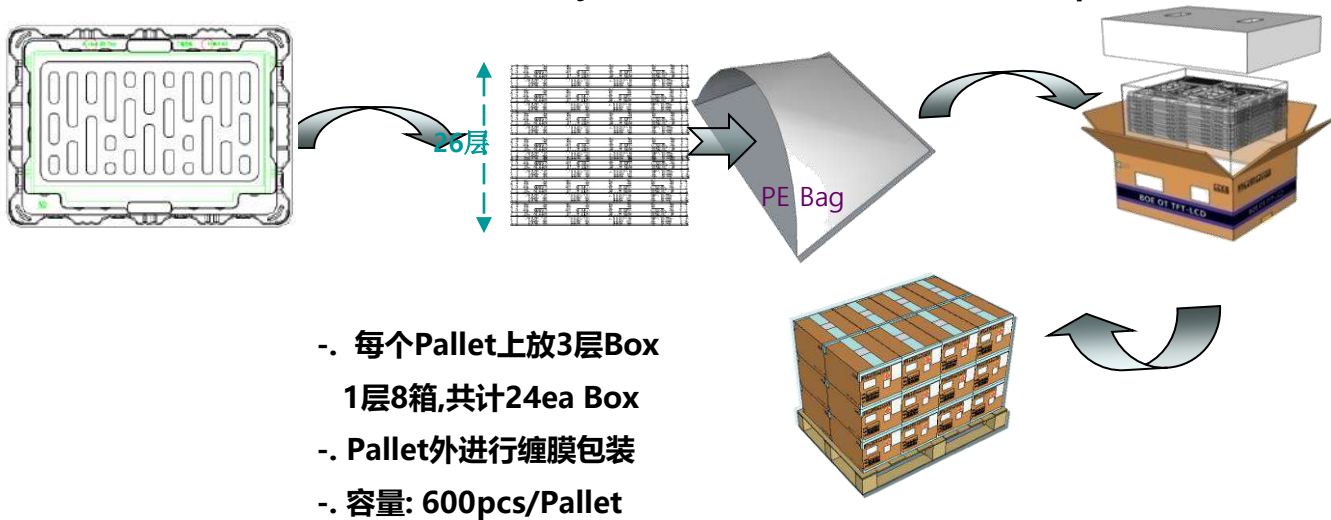 26层
PE Bag
BOE OT TFT-LCD
-. 每个Pallet上放3层Box
1层8箱,共计24ea Box
-. Pallet外进行缠膜包装
-. 容量: 600pcs/Pallet